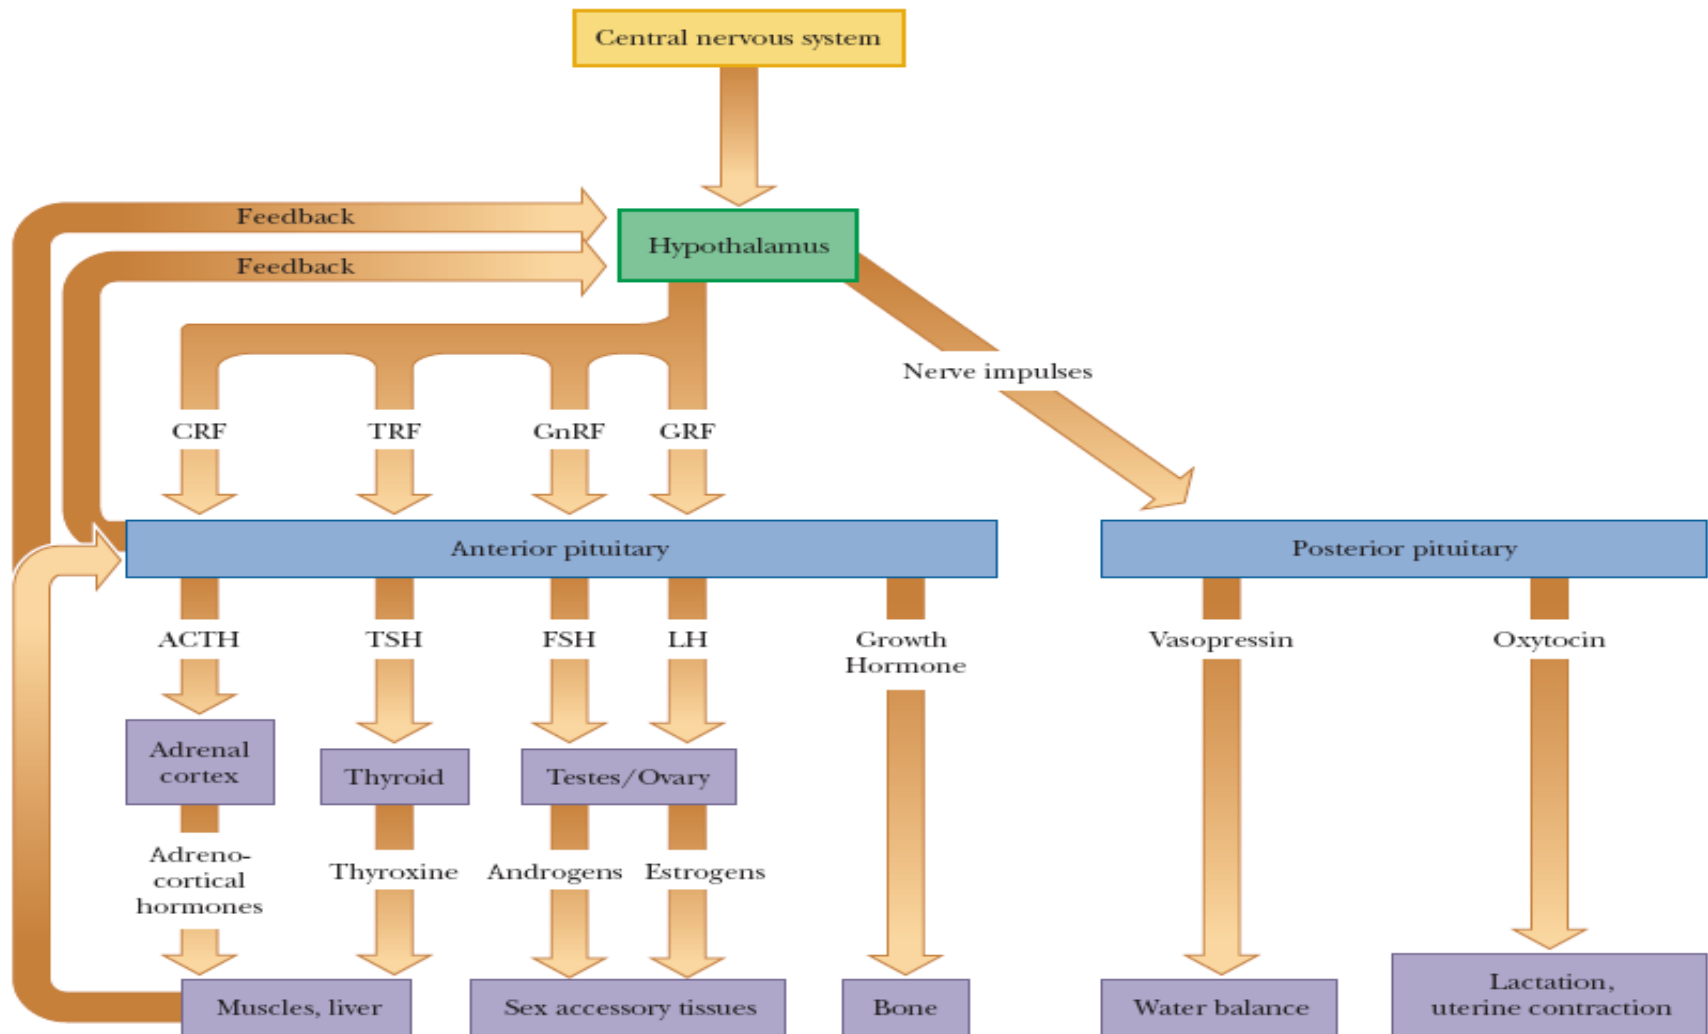 Central nervous system
Feedback
Hypothalamus
Feedback
Nerve impulses
CRF
TRF
GnRF
GRF
Anterior pituitary
Posterior pituitary
ACTH
TSH
FSH
LH
Growth
Hormone
Vasopressin
Oxytocin
Adrenal
cortex
Thyroid
Testes/Ovary
Adreno-
cortical
hormones
Thyroxine
Androgens
Estrogens
Muscles, liver
Sex accessory tissues
Bone
Water balance
Lactation,
uterine contraction